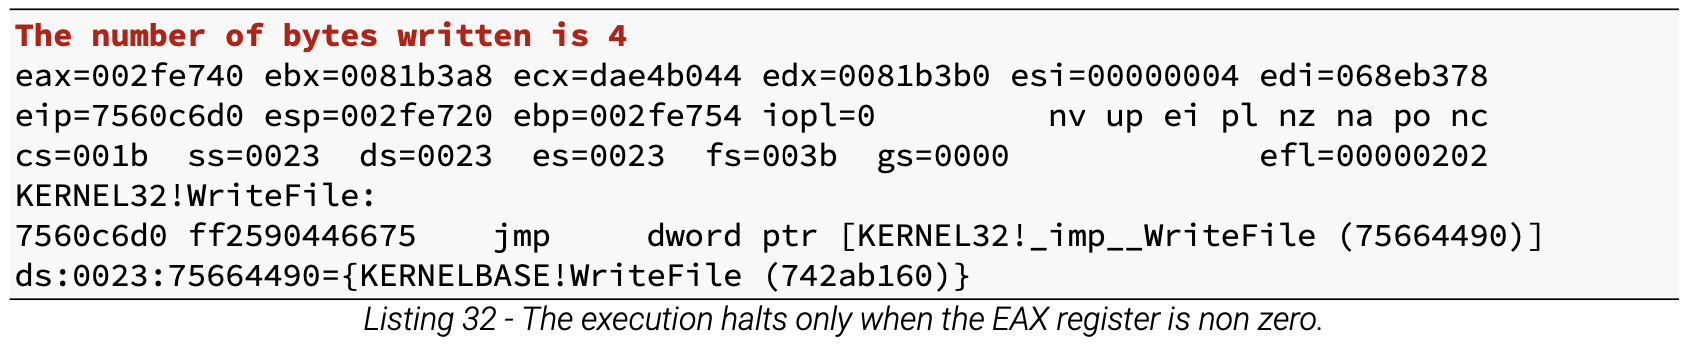 The number of bytes written is 4
eax=002fe740 ebx=0081b3a8 ecx=dae4b044 edx=0081b3b0 esi=00000004 edi=068eb378
eip=7560c6d0 esp=002fe720 ebp=002fe754 iopl=0         nv up ei pl nz na po nc
cs=001b  ss=0023  ds=0023  es=0023  fs=003b  gs=0000             efl=00000202
KERNEL32!WriteFile:
7560c6d0 ff2590446675    jmp     dword ptr [KERNEL32!_imp__WriteFile (75664490)]
ds:0023:75664490={KERNELBASE!WriteFile (742ab160)}
Listing 32 - The execution halts only when the EAX register is non zero.